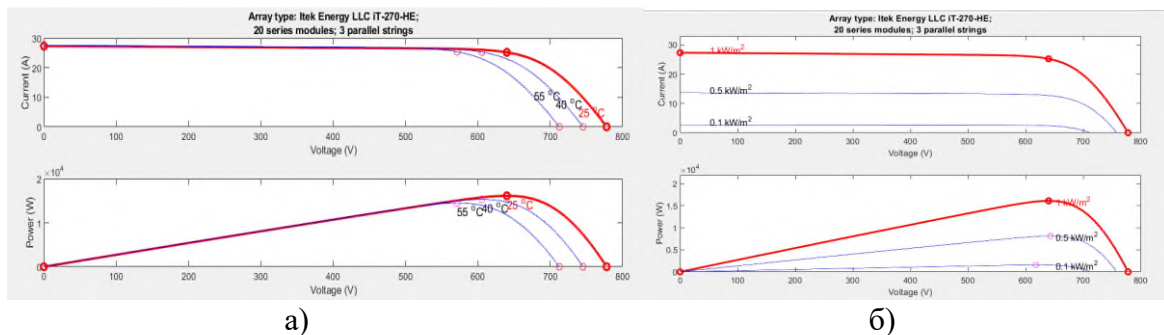 Array type: Itek Energy LLC iT-270-HE;
20 series modules; 3 parallel strings
30
20
10
0
Current (A)
55 °C
40 °C
25 °C
0 100 200 300 400 500 600 700 800
Voltage (V)
×10⁴
2
1
0
Power (W)
55 °C
40 °C
25 °C
0 100 200 300 400 500 600 700 800
Voltage (V)
а)
Array type: Itek Energy LLC iT-270-HE;
20 series modules; 3 parallel strings
30
20
10
0
Current (A)
1 kW/m²
0.5 kW/m²
0.1 kW/m²
0 100 200 300 400 500 600 700 800
Voltage (V)
×10⁴
2
1.5
1
0.5
0
Power (W)
1 kW/m²
0.5 kW/m²
0.1 kW/m²
0 100 200 300 400 500 600 700 800
Voltage (V)
б)